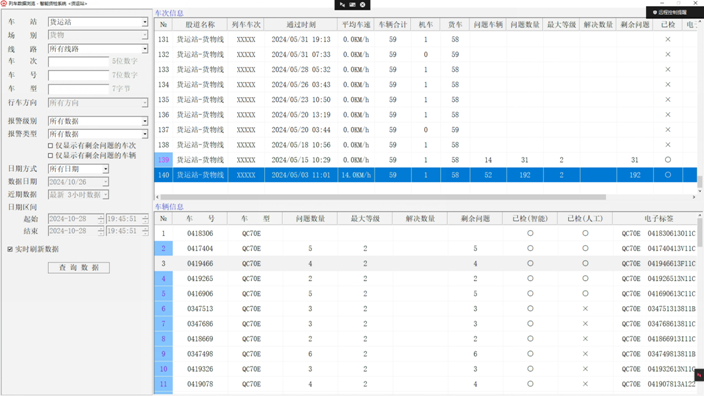 列车数据浏览 - 智能货检系统 <货运站>
远程控制提醒
车 站 货运站
场 别 货物
线 路 所有线路
车 次 5位数字
车 号 7位数字
车 型 7字节
行车方向 所有方向
报警级别 所有数据
报警类型 所有数据
仅显示有剩余问题的车次
仅显示有剩余问题的车辆
日期方式 所有日期
数据日期 2024/10/26
近期数据 最新 3小时数据
日期区间
起始 2024-10-28 19:45:51
结束 2024-10-28 19:45:51
实时刷新数据
查 询 数 据
车次信息
№ 股道名称 列车车次 通过时刻 平均车速 车辆合计 机车 货车 问题车辆 问题数量 最大等级 解决数量 剩余问题 已检 电子
131 货运站-货物线 XXXXX 2024/05/31 19:13 0.0KM/h 59 1 58 ×
132 货运站-货物线 XXXXX 2024/05/31 07:33 0.0KM/h 59 0 59 ×
133 货运站-货物线 XXXXX 2024/05/28 05:32 0.0KM/h 59 1 58 ×
134 货运站-货物线 XXXXX 2024/05/26 03:43 0.0KM/h 59 1 58 ×
135 货运站-货物线 XXXXX 2024/05/23 10:50 0.0KM/h 59 1 58 ×
136 货运站-货物线 XXXXX 2024/05/20 13:19 0.0KM/h 59 1 58 ×
137 货运站-货物线 XXXXX 2024/05/20 03:44 0.0KM/h 59 0 59 ×
138 货运站-货物线 XXXXX 2024/05/18 10:56 0.0KM/h 59 1 58 ×
139 货运站-货物线 XXXXX 2024/05/15 10:29 0.0KM/h 59 1 58 14 31 2 31 ○
140 货运站-货物线 XXXXX 2024/05/03 11:01 14.0KM/h 59 1 58 52 192 2 192 ○
车辆信息
№ 车 号 车 型 问题数量 最大等级 解决数量 剩余问题 已检(智能) 已检(人工) 电子标签
1 0418306 QC70E ○ ○ QC70E 041830613011C
2 0417404 QC70E 5 2 5 ○ ○ QC70E 041740413V11C
3 0419466 QC70E 4 2 4 ○ ○ QC70E 041946613F11C
4 0419265 QC70E 2 2 2 ○ ○ QC70E 041926513N11C
5 0416906 QC70E 5 2 5 ○ ○ QC70E 041690613C11C
6 0347513 QC70E 3 2 3 ○ × QC70E 034751313811B
7 0347686 QC70E 3 2 3 ○ × QC70E 034768613811C
8 0418669 QC70E 2 2 2 ○ × QC70E 041866913111C
9 0347498 QC70E 6 2 6 ○ × QC70E 034749813811B
10 0419326 QC70E 3 2 3 ○ × QC70E 041932613N11C
11 0419078 QC70E 4 2 4 ○ × QC70E 041907813A122